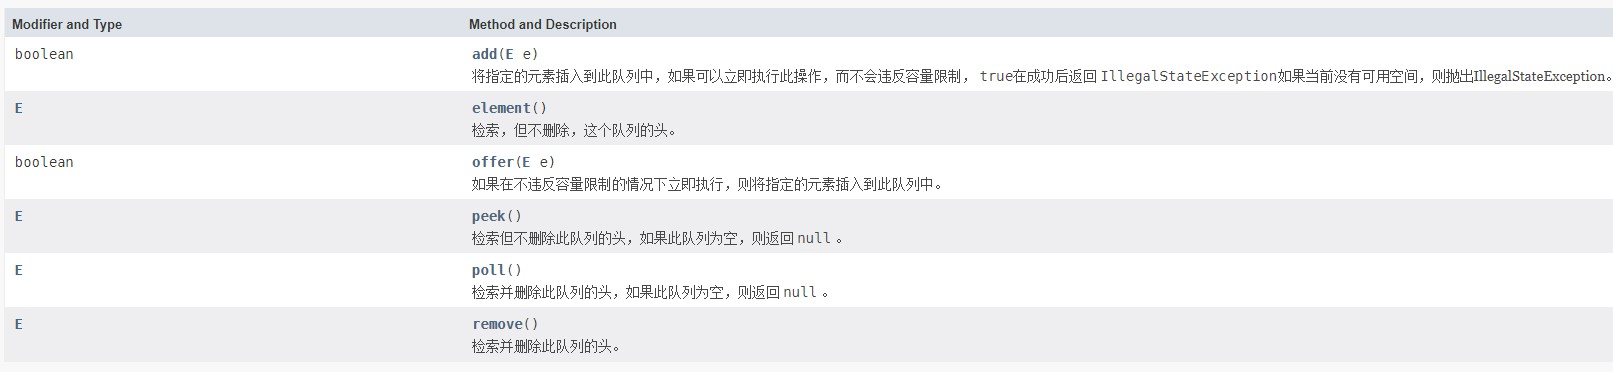 Modifier and Type Method and Description
boolean add(E e)
将指定的元素插入到此队列中，如果可以立即执行此操作，而不会违反容量限制， true在成功后返回 IllegalStateException如果当前没有可用空间，则抛出IllegalStateException。
E element()
检索，但不删除，这个队列的头。
boolean offer(E e)
如果在不违反容量限制的情况下立即执行，则将指定的元素插入到此队列中。
E peek()
检索但不删除此队列的头，如果此队列为空，则返回 null 。
E poll()
检索并删除此队列的头，如果此队列为空，则返回 null 。
E remove()
检索并删除此队列的头。